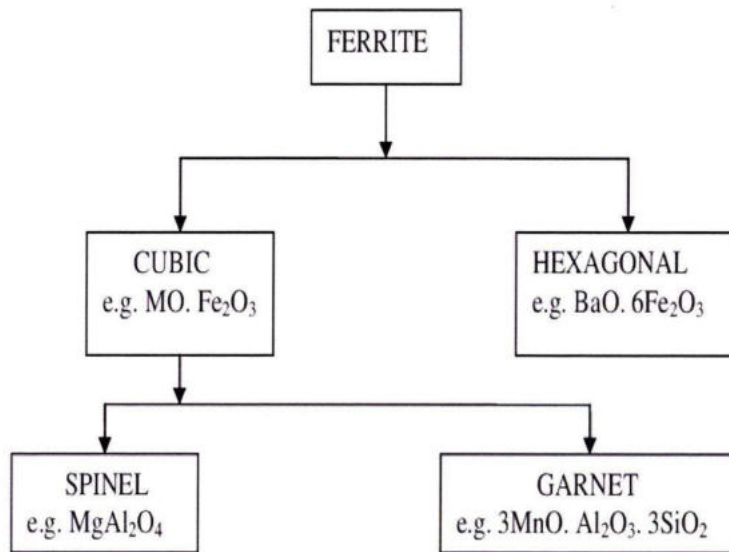 FERRITE
CUBIC
e.g. MO. Fe₂O₃
HEXAGONAL
e.g. BaO. 6Fe₂O₃
SPINEL
e.g. MgAl₂O₄
GARNET
e.g. 3MnO. Al₂O₃. 3SiO₂